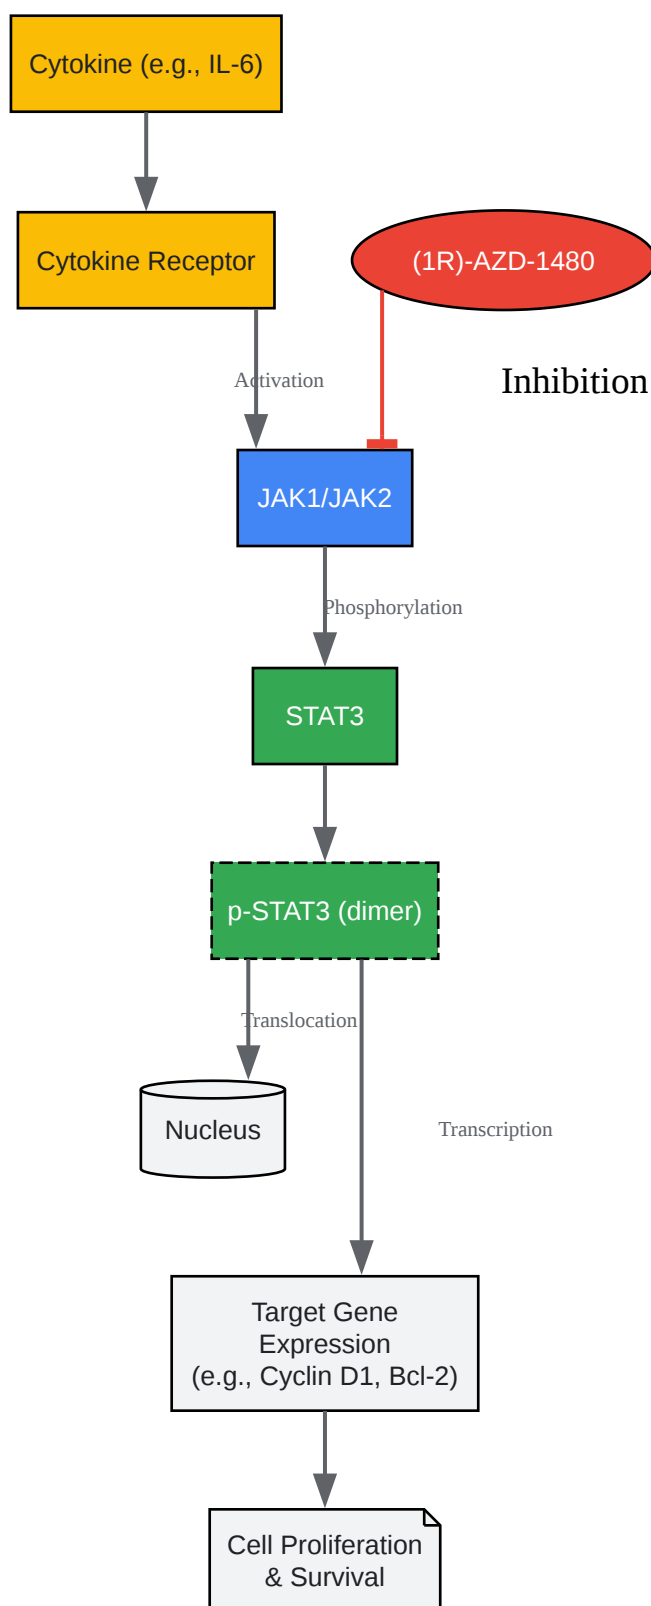 Cytokine (e.g., IL-6)
Cytokine Receptor
(1R)-AZD-1480
Activation
Inhibition
JAK1/JAK2
Phosphorylation
STAT3
p-STAT3 (dimer)
Translocation
Nucleus
Transcription
Target Gene
Expression
(e.g., Cyclin D1, Bcl-2)
Cell Proliferation
& Survival